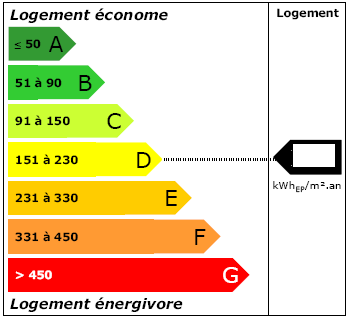 Logement économe
Logement
≤ 50 A
51 à 90 B
91 à 150 C
151 à 230 D
kWhEP/m².an
231 à 330 E
331 à 450 F
> 450 G
Logement énergivore